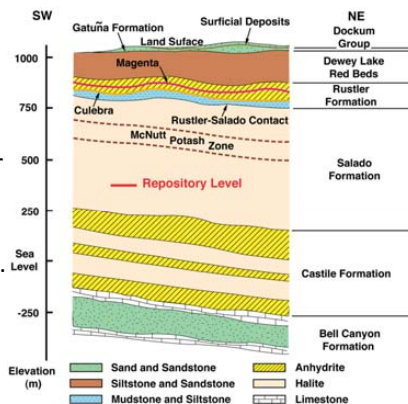 SW
NE
Gatuña Formation
Surficial Deposits
Land Suface
Dockum
Group
1000
Magenta
Dewey Lake
Red Beds
Rustler
Formation
750
Culebra
Rustler-Salado Contact
McNutt Potash Zone
500
Salado
Formation
Repository Level
250
Sea
Level
Castile Formation
-250
Bell Canyon
Formation
Elevation
(m)
Sand and Sandstone
Anhydrite
Siltstone and Sandstone
Halite
Mudstone and Siltstone
Limestone